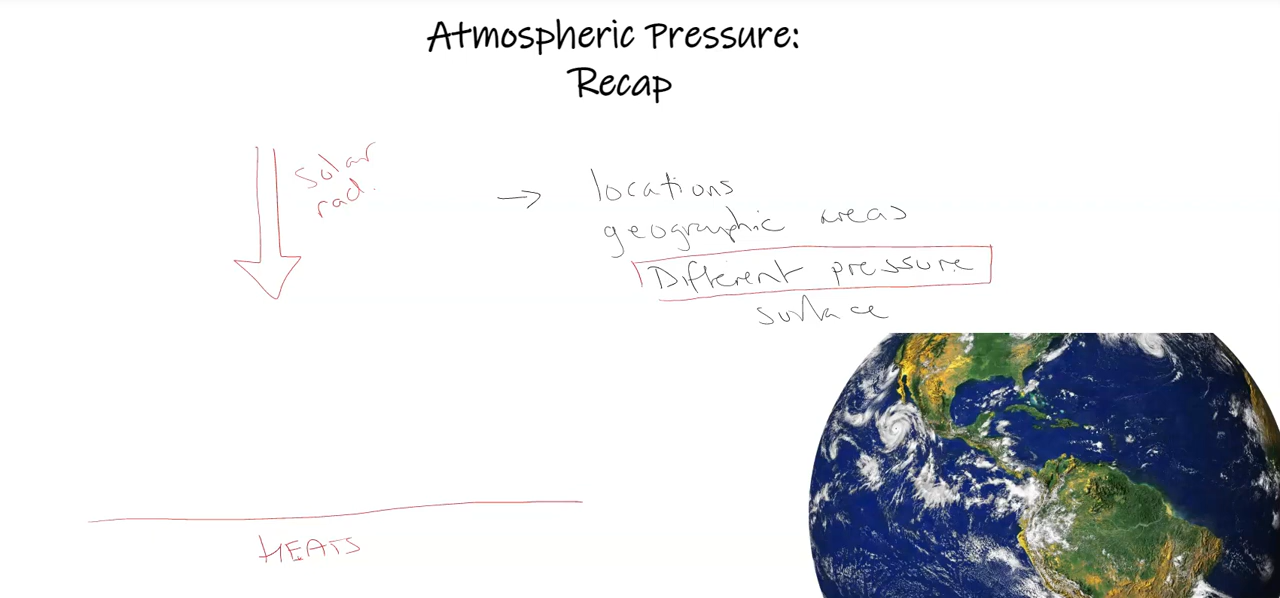 Atmospheric Pressure:
Recap
Solar
rad.
→ locations
geographic areas
Different pressure
surface
HEATS